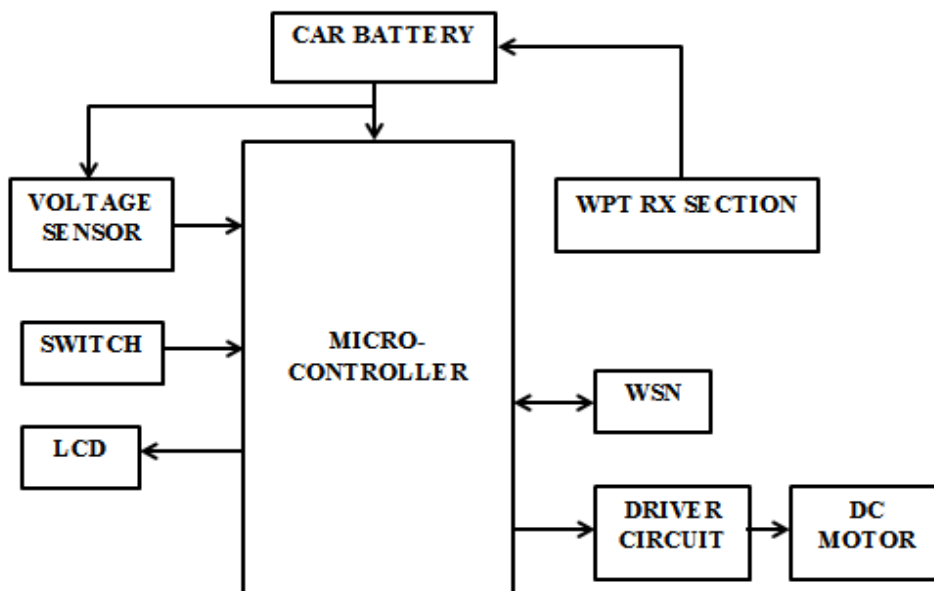 CAR BATTERY
VOLTAGE
SENSOR
WPT RX SECTION
SWITCH
MICRO-
CONTROLLER
WSN
LCD
DRIVER
CIRCUIT
DC
MOTOR